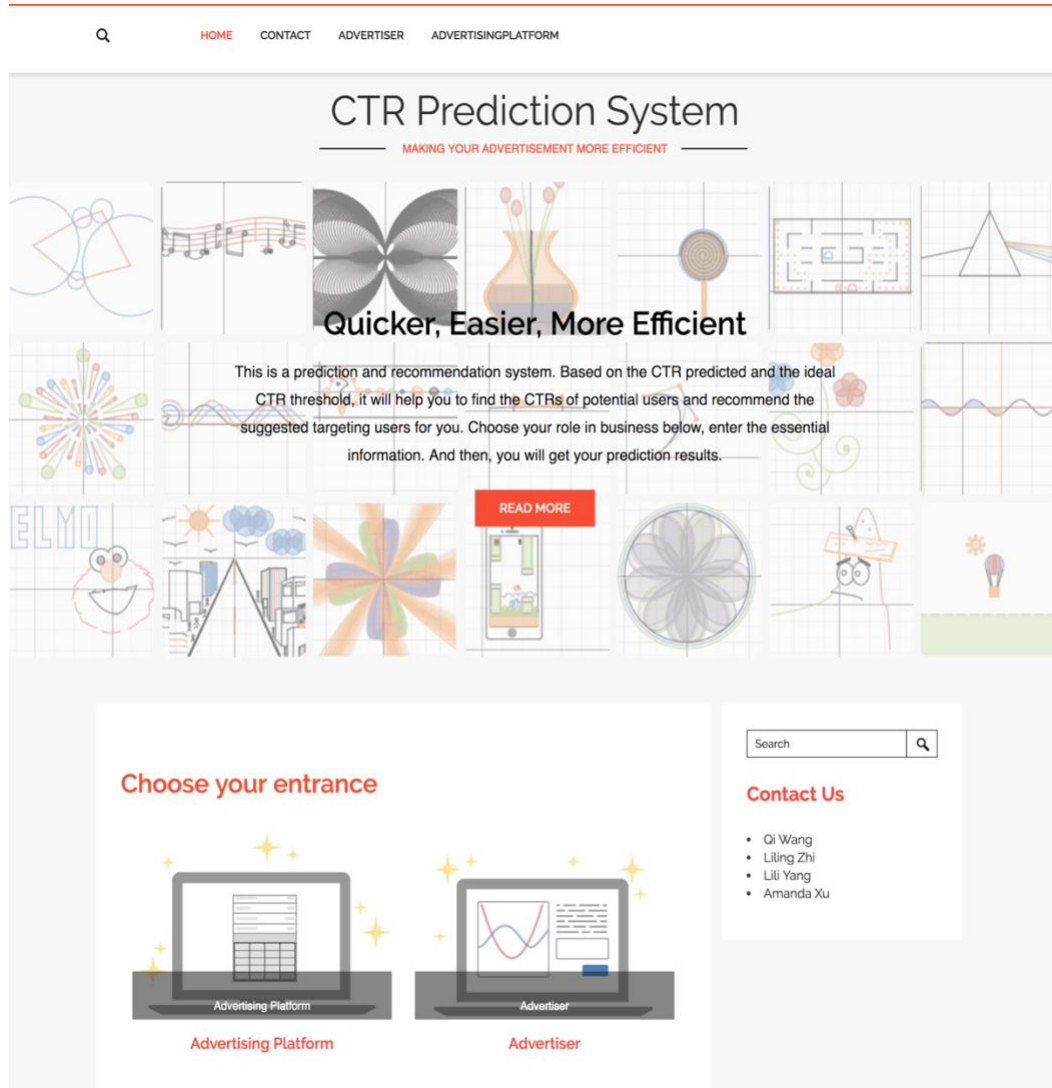 HOME CONTACT ADVERTISER ADVERTISINGPLATFORM
CTR Prediction System
MAKING YOUR ADVERTISEMENT MORE EFFICIENT
Quicker, Easier, More Efficient
This is a prediction and recommendation system. Based on the CTR predicted and the ideal
CTR threshold, it will help you to find the CTRs of potential users and recommend the
suggested targeting users for you. Choose your role in business below, enter the essential
information. And then, you will get your prediction results.
READ MORE
ELMO
Choose your entrance
Advertising Platform
Advertiser
Advertising Platform
Advertiser
Search
Contact Us
• Qi Wang
• Liling Zhi
• Lili Yang
• Amanda Xu